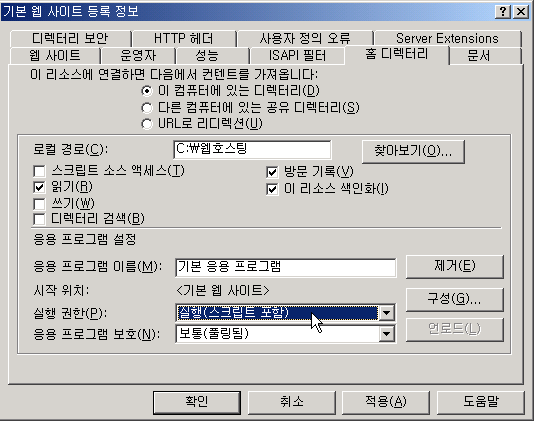 기본 웹 사이트 등록 정보
디렉터리 보안 HTTP 헤더 사용자 정의 오류 Server Extensions
웹 사이트 운영자 성능 ISAPI 필터 홈 디렉터리 문서
이 리소스에 연결하면 다음에서 컨텐트를 가져옵니다:
이 컴퓨터에 있는 디렉터리(D)
다른 컴퓨터에 있는 공유 디렉터리(S)
URL로 리디렉션(U)
로컬 경로(C): C:₩웹호스팅 찾아보기(O)...
스크립트 소스 액세스(T) 방문 기록(V)
읽기(R) 이 리소스 색인화(I)
쓰기(W)
디렉터리 검색(B)
응용 프로그램 설정
응용 프로그램 이름(M): 기본 응용 프로그램 제거(E)
시작 위치: <기본 웹 사이트>
구성(G)...
실행 권한(P): 실행(스크립트 포함)
응용 프로그램 보호(N): 보통(풀링됨) 언로드(L)
확인 취소 적용(A) 도움말